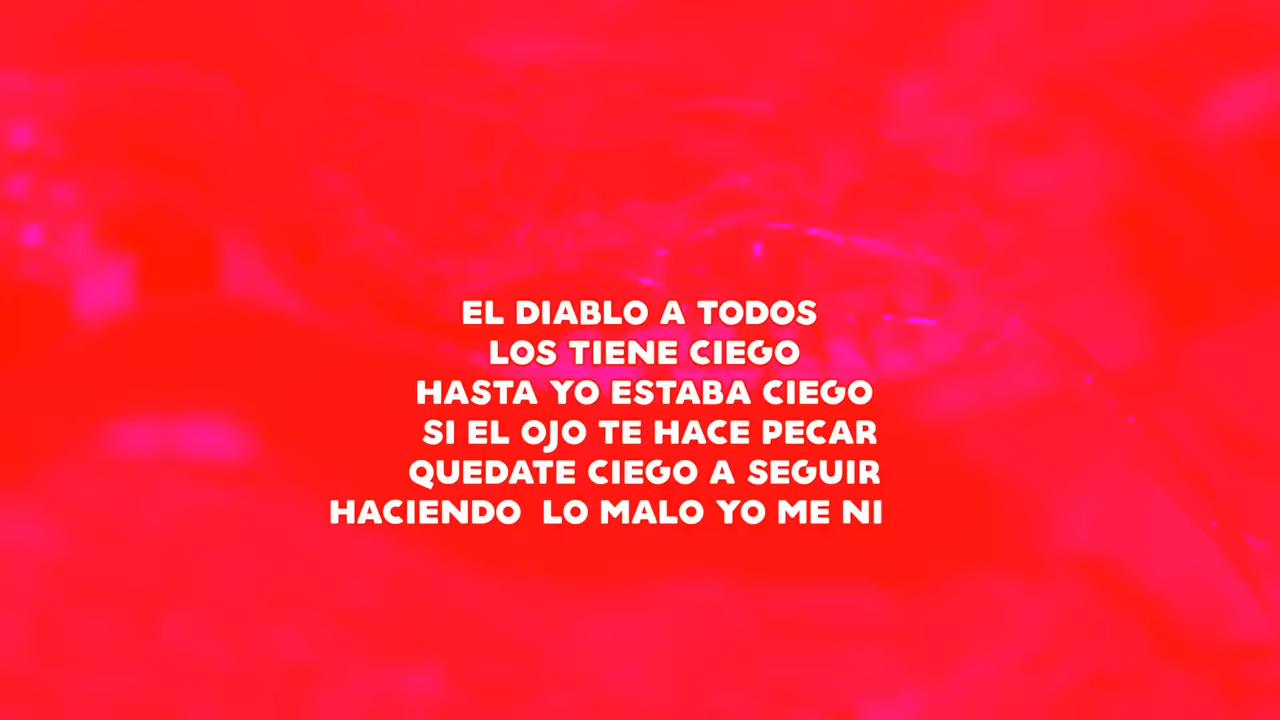 EL DIABLO A TODOS
LOS TIENE CIEGO
HASTA YO ESTABA CIEGO
SI EL OJO TE HACE PECAR
QUEDATE CIEGO A SEGUIR
HACIENDO LO MALO YO ME NI